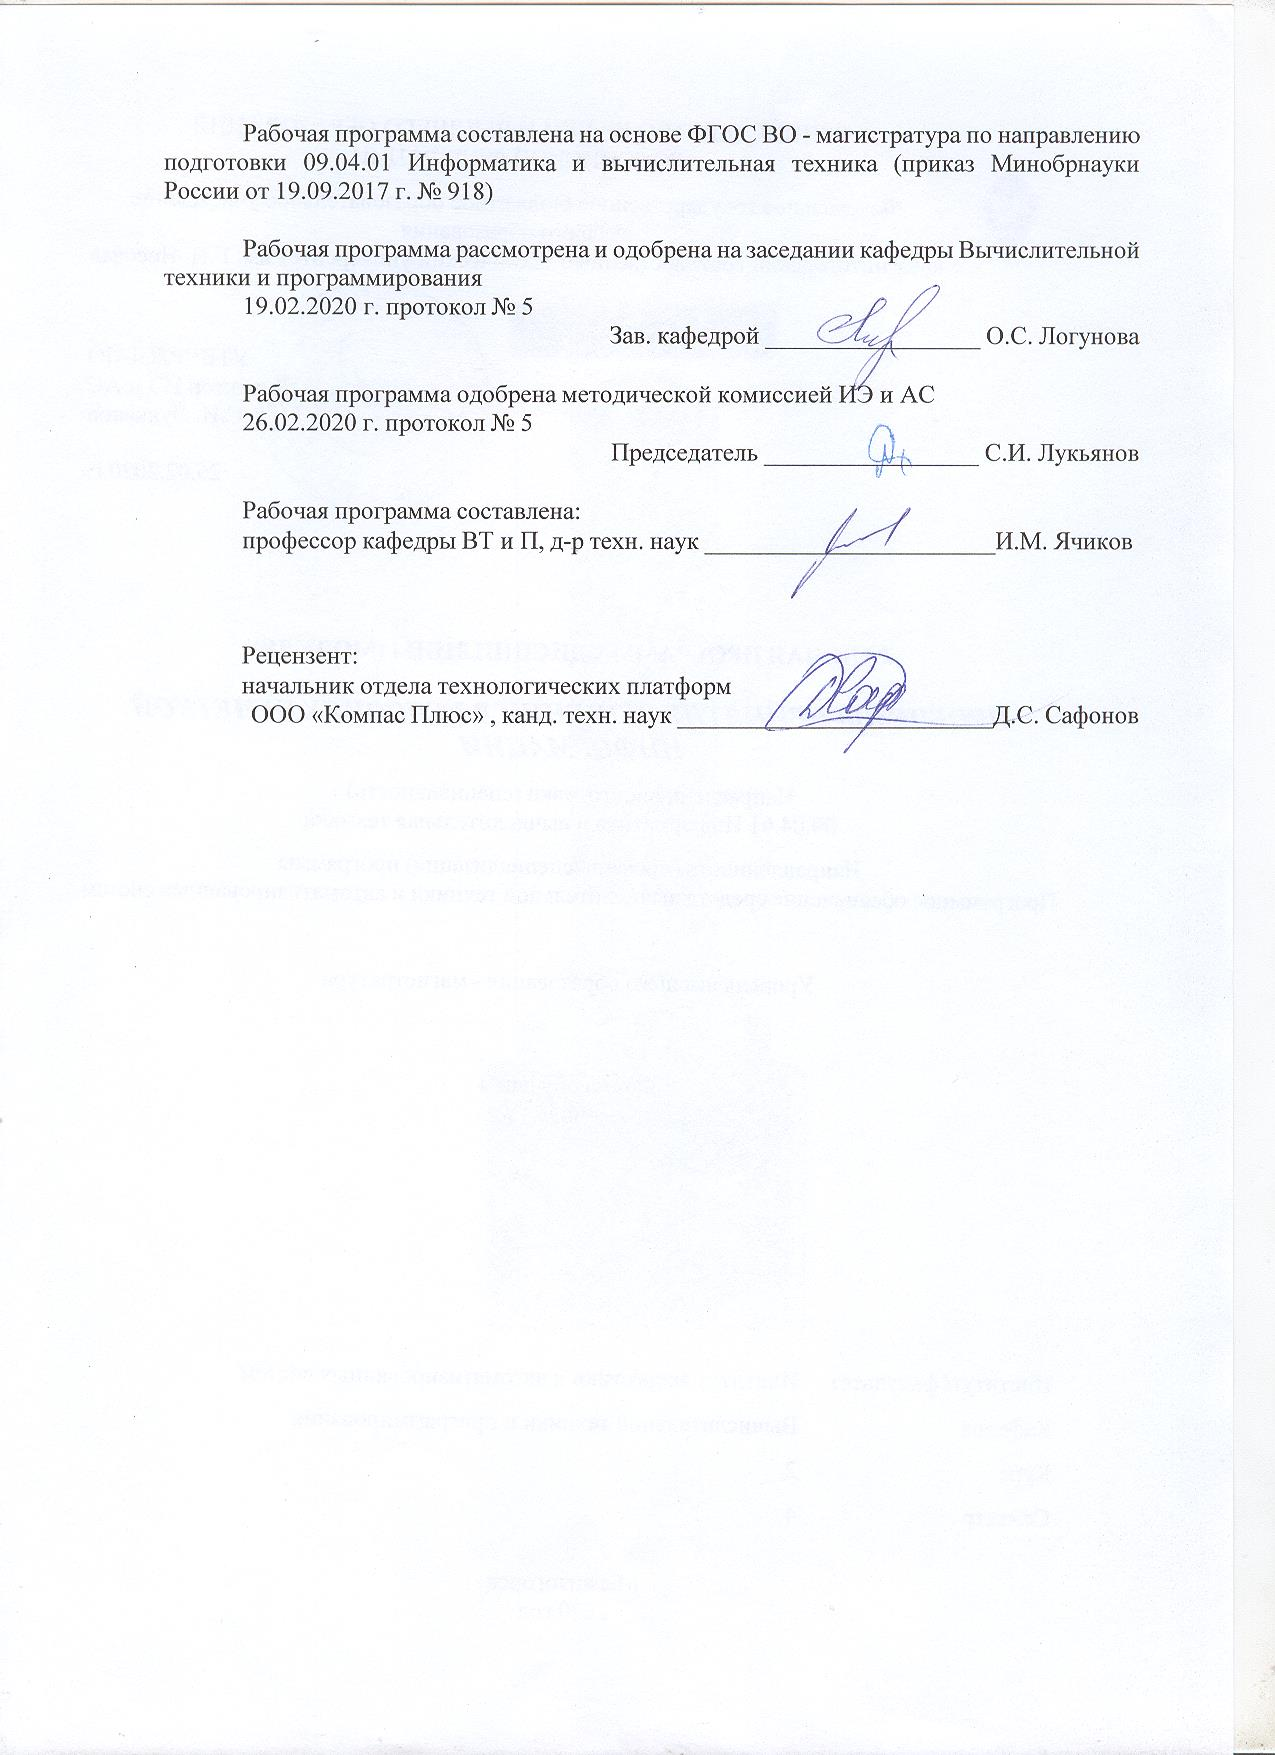 Рабочая программа составлена на основе ФГОС ВО - магистратура по направлению
подготовки 09.04.01 Информатика и вычислительная техника (приказ Минобрнауки
России от 19.09.2017 г. № 918)
Рабочая программа рассмотрена и одобрена на заседании кафедры Вычислительной
техники и программирования
19.02.2020 г. протокол № 5
Зав. кафедрой _________________ О.С. Логунова
Рабочая программа одобрена методической комиссией ИЭ и АС
26.02.2020 г. протокол № 5
Председатель _________________ С.И. Лукьянов
Рабочая программа составлена:
профессор кафедры ВТ и П, д-р техн. наук _______________________И.М. Ячиков
Рецензент:
начальник отдела технологических платформ
ООО «Компас Плюс» , канд. техн. наук _________________________Д.С. Сафонов